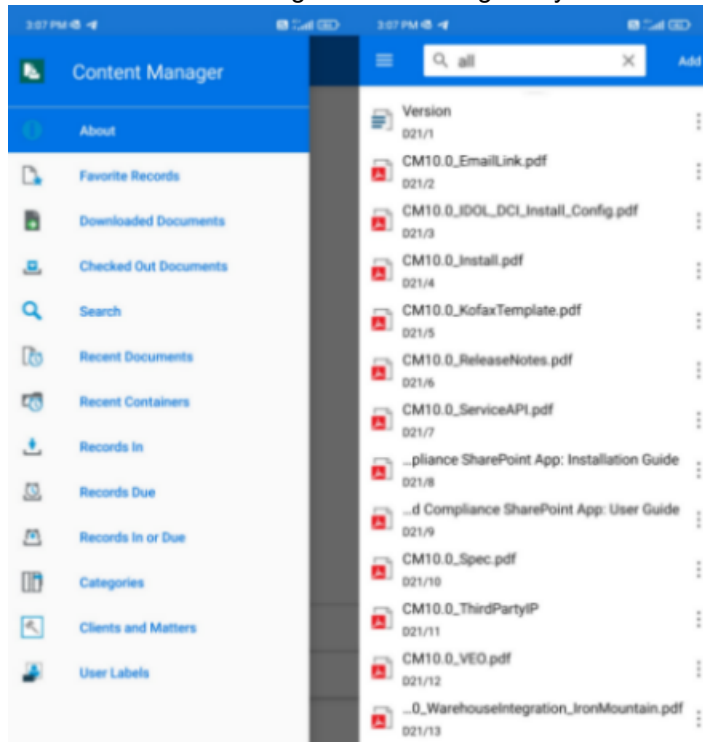 3:07 PM
Content Manager
About
Favorite Records
Downloaded Documents
Checked Out Documents
Search
Recent Documents
Recent Containers
Records In
Records Due
Records In or Due
Categories
Clients and Matters
User Labels
3:07 PM
all
Add
Version
D21/1
CM10.0_EmailLink.pdf
D21/2
CM10.0_IDOL_DCI_Install_Config.pdf
D21/3
CM10.0_Install.pdf
D21/4
CM10.0_KofaxTemplate.pdf
D21/5
CM10.0_ReleaseNotes.pdf
D21/6
CM10.0_ServiceAPI.pdf
D21/7
...pliance SharePoint App: Installation Guide
D21/8
...d Compliance SharePoint App: User Guide
D21/9
CM10.0_Spec.pdf
D21/10
CM10.0_ThirdPartyIP
D21/11
CM10.0_VEO.pdf
D21/12
...0_WarehouseIntegration_IronMountain.pdf
D21/13